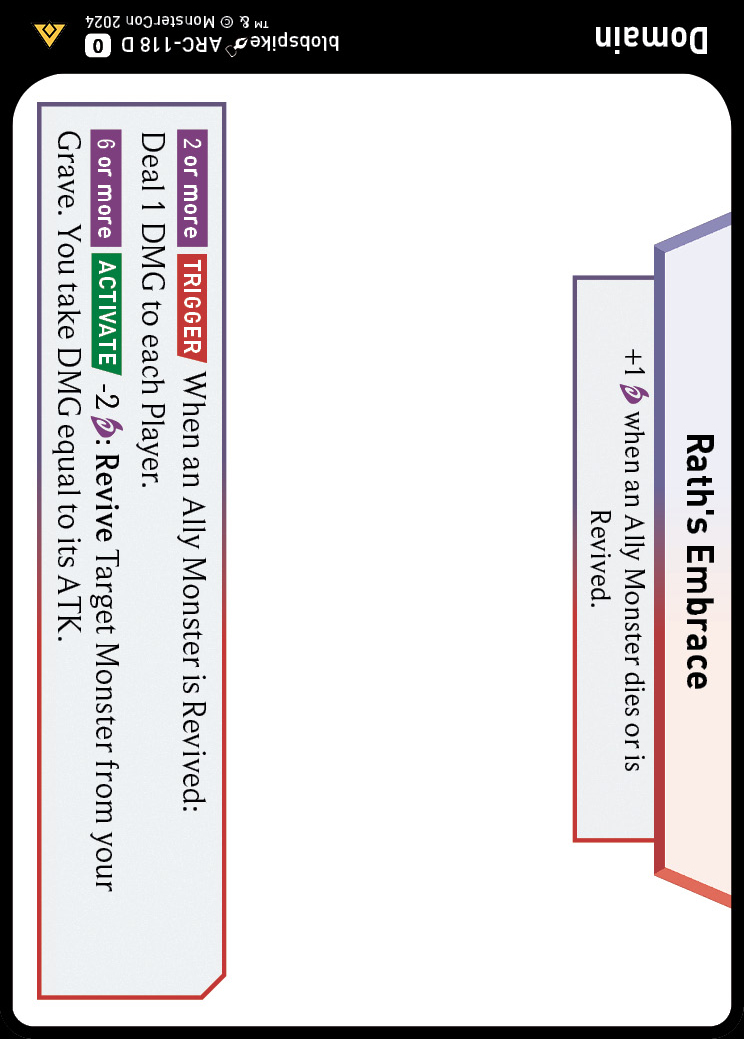 Rath's Embrace
+1 when an Ally Monster dies or is
Revived.
2 or more TRIGGER When an Ally Monster is Revived:
Deal 1 DMG to each Player.
6 or more ACTIVATE -2 : Revive Target Monster from your
Grave. You take DMG equal to its ATK.
Domain
blobspike ARC-118 D 0
™ & © MonsterCon 2024